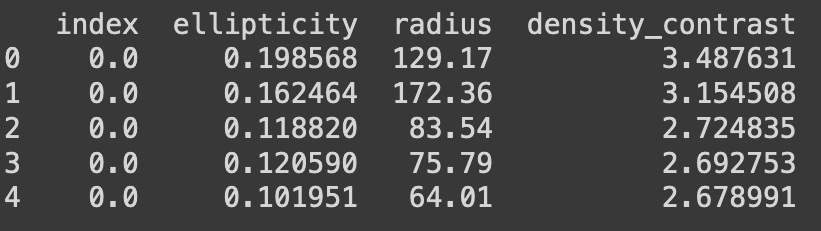 index ellipticity radius density_contrast
0 0.0 0.198568 129.17 3.487631
1 0.0 0.162464 172.36 3.154508
2 0.0 0.118820 83.54 2.724835
3 0.0 0.120590 75.79 2.692753
4 0.0 0.101951 64.01 2.678991